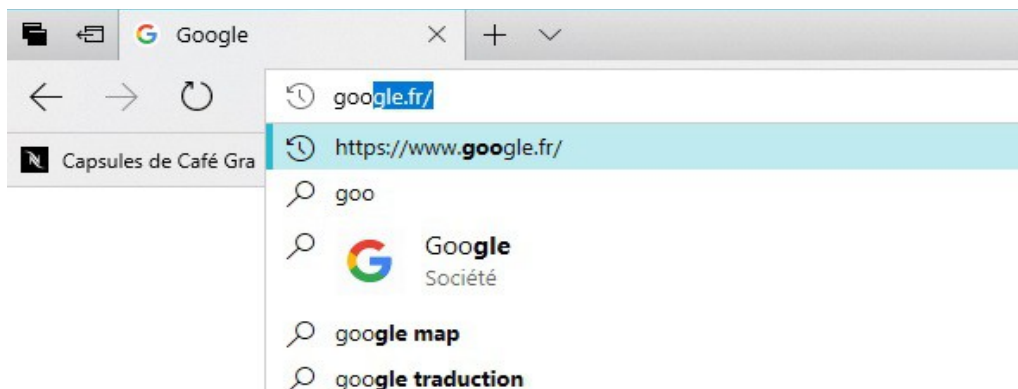 Google
google.fr/
Capsules de Café Gra
https://www.google.fr/
goo
Google
Société
google map
google traduction